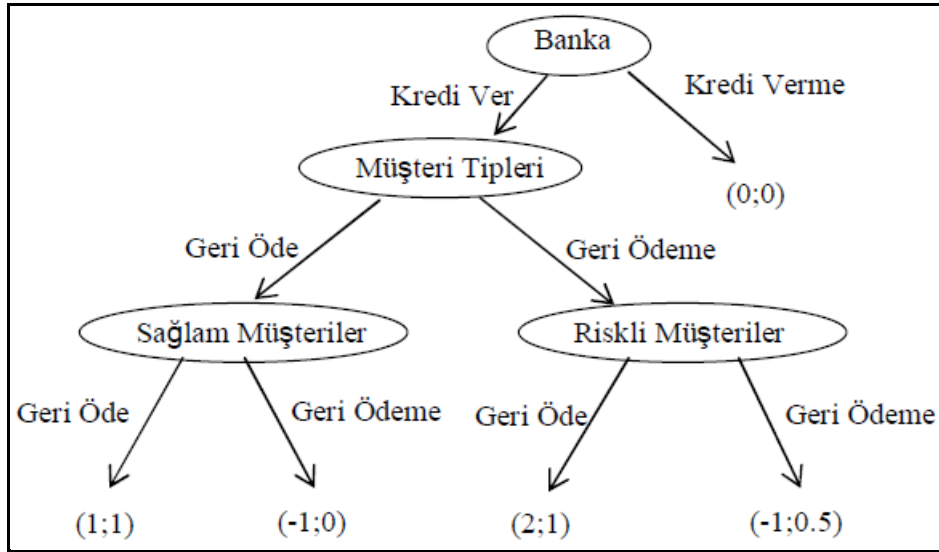 Banka
Kredi Ver
Kredi Verme
Müşteri Tipleri
(0;0)
Geri Öde
Geri Ödeme
Sağlam Müşteriler
Riskli Müşteriler
Geri Öde
Geri Ödeme
Geri Öde
Geri Ödeme
(1;1)
(-1;0)
(2;1)
(-1;0.5)